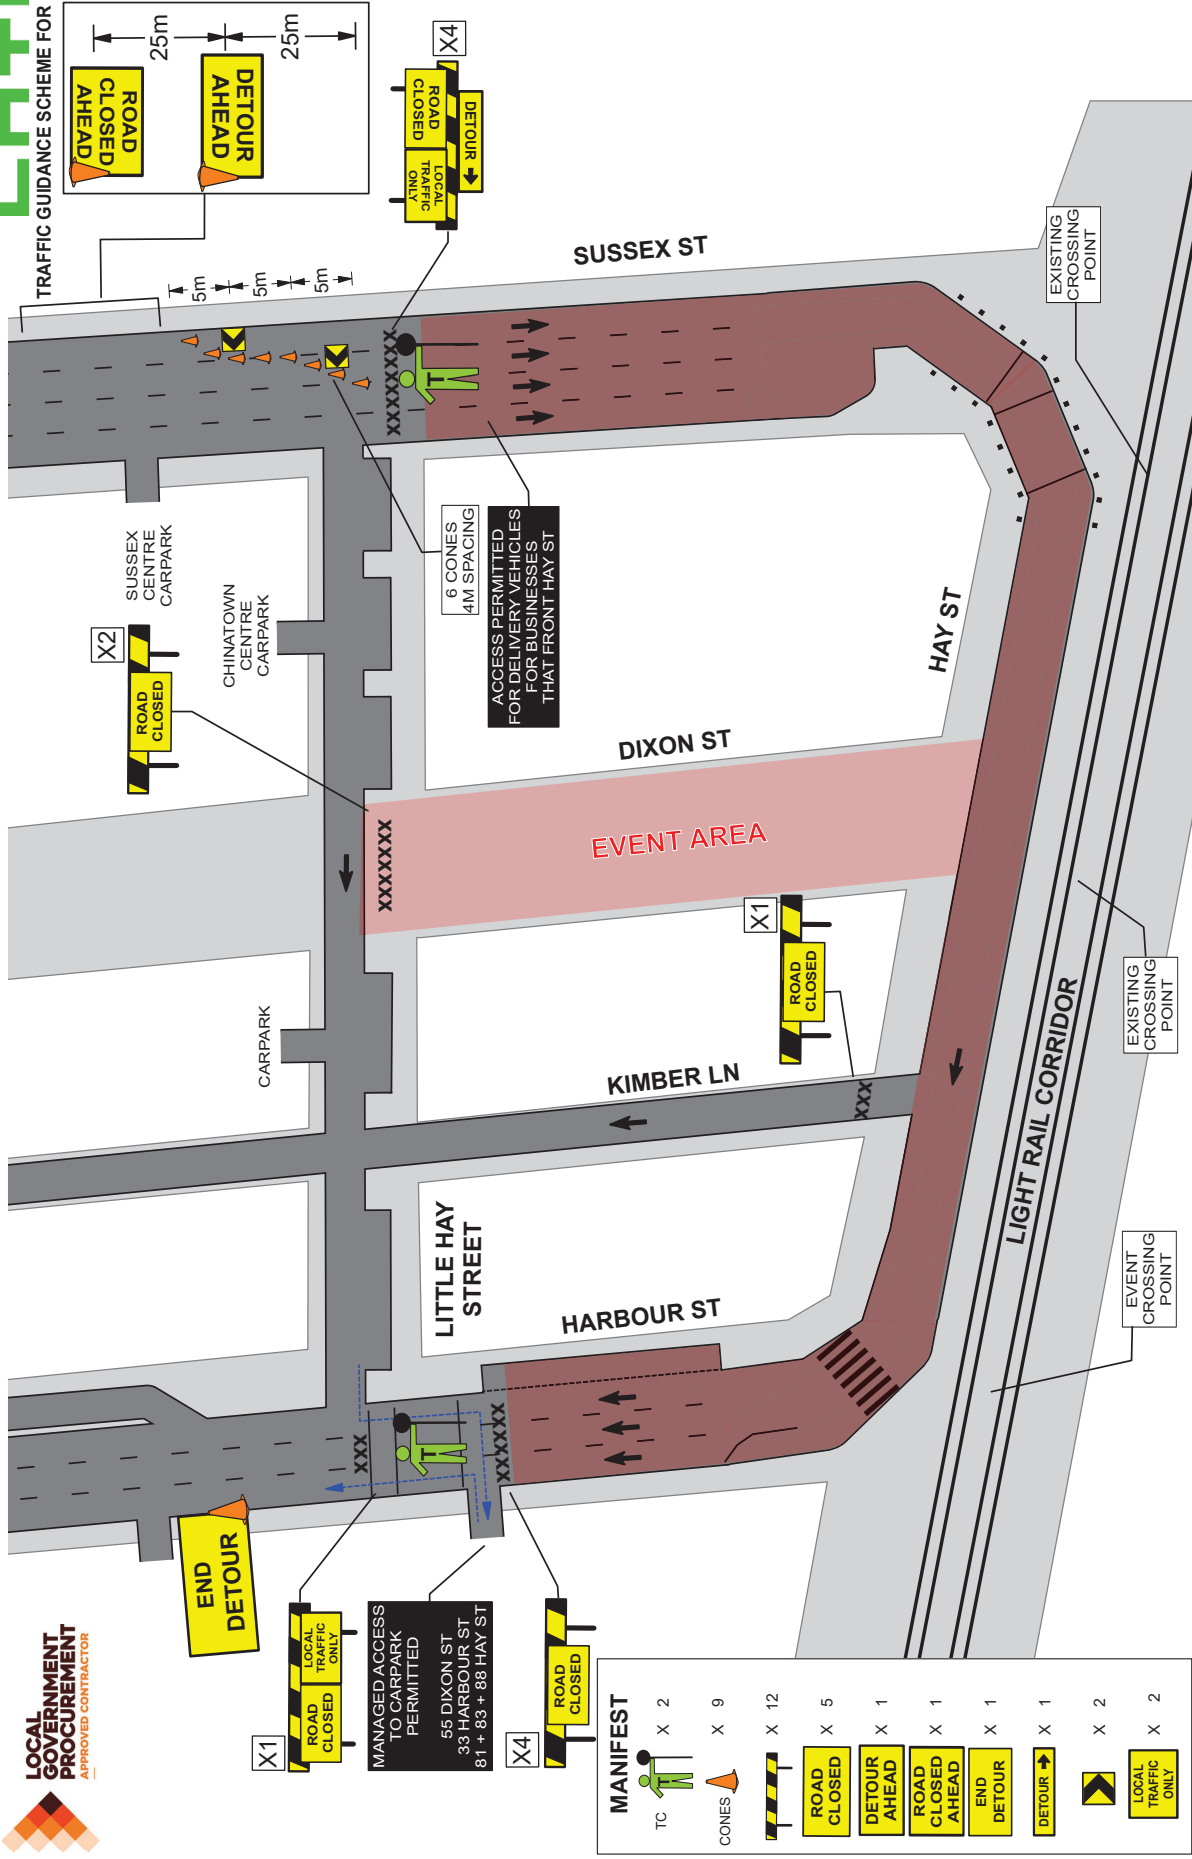 TRAFFIC GUIDANCE SCHEME FOR
ROAD
CLOSED
AHEAD
DETOUR
AHEAD
25m
25m
X4
ROAD
CLOSED
LOCAL
TRAFFIC
ONLY
DETOUR
5m
5m
5m
SUSSEX ST
EXISTING
CROSSING
POINT
XXXXXXXX
T
SUSSEX
CENTRE
CARPARK
CHINATOWN
CENTRE
CARPARK
6 CONES
4M SPACING
ACCESS PERMITTED
FOR DELIVERY VEHICLES
FOR BUSINESSES
THAT FRONT HAY ST
HAY ST
X2
ROAD
CLOSED
DIXON ST
EVENT AREA
XXXXXXX
X1
ROAD
CLOSED
CARPARK
KIMBER LN
XXX
EXISTING
CROSSING
POINT
LIGHT RAIL CORRIDOR
LITTLE HAY
STREET
HARBOUR ST
EVENT
CROSSING
POINT
XXX
T
XXXXXX
END
DETOUR
X1
ROAD
CLOSED
LOCAL
TRAFFIC
ONLY
MANAGED ACCESS
TO CARPARK
PERMITTED
55 DIXON ST
33 HARBOUR ST
81 + 83 + 88 HAY ST
X4
ROAD
CLOSED
LOCAL
GOVERNMENT
PROCUREMENT
APPROVED CONTRACTOR
MANIFEST
TC T X 2
CONES X 9
X 12
ROAD
CLOSED
X 5
DETOUR
AHEAD
X 1
ROAD
CLOSED
AHEAD
X 1
END
DETOUR
X 1
DETOUR
X 1
X 2
LOCAL
TRAFFIC
ONLY
X 2